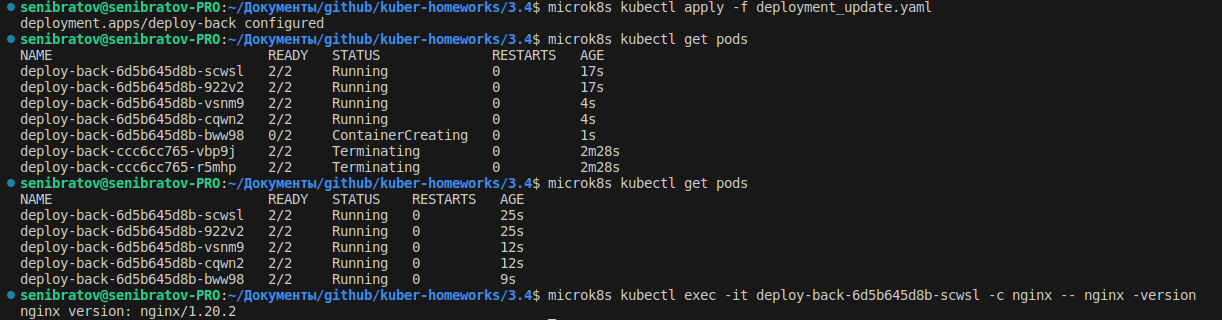 senibratov@senibratov-PRO:~/Документы/github/kuber-homeworks/3.4$ microk8s kubectl apply -f deployment_update.yaml
deployment.apps/deploy-back configured
senibratov@senibratov-PRO:~/Документы/github/kuber-homeworks/3.4$ microk8s kubectl get pods
NAME                           READY   STATUS              RESTARTS   AGE
deploy-back-6d5b645d8b-scwsl   2/2     Running             0          17s
deploy-back-6d5b645d8b-922v2   2/2     Running             0          17s
deploy-back-6d5b645d8b-vsnm9   2/2     Running             0          4s
deploy-back-6d5b645d8b-cqwn2   2/2     Running             0          4s
deploy-back-6d5b645d8b-bww98   0/2     ContainerCreating   0          1s
deploy-back-ccc6cc765-vbp9j    2/2     Terminating         0          2m28s
deploy-back-ccc6cc765-r5mhp    2/2     Terminating         0          2m28s
senibratov@senibratov-PRO:~/Документы/github/kuber-homeworks/3.4$ microk8s kubectl get pods
NAME                           READY   STATUS    RESTARTS   AGE
deploy-back-6d5b645d8b-scwsl   2/2     Running   0          25s
deploy-back-6d5b645d8b-922v2   2/2     Running   0          25s
deploy-back-6d5b645d8b-vsnm9   2/2     Running   0          12s
deploy-back-6d5b645d8b-cqwn2   2/2     Running   0          12s
deploy-back-6d5b645d8b-bww98   2/2     Running   0          9s
senibratov@senibratov-PRO:~/Документы/github/kuber-homeworks/3.4$ microk8s kubectl exec -it deploy-back-6d5b645d8b-scwsl -c nginx -- nginx -version
nginx version: nginx/1.20.2